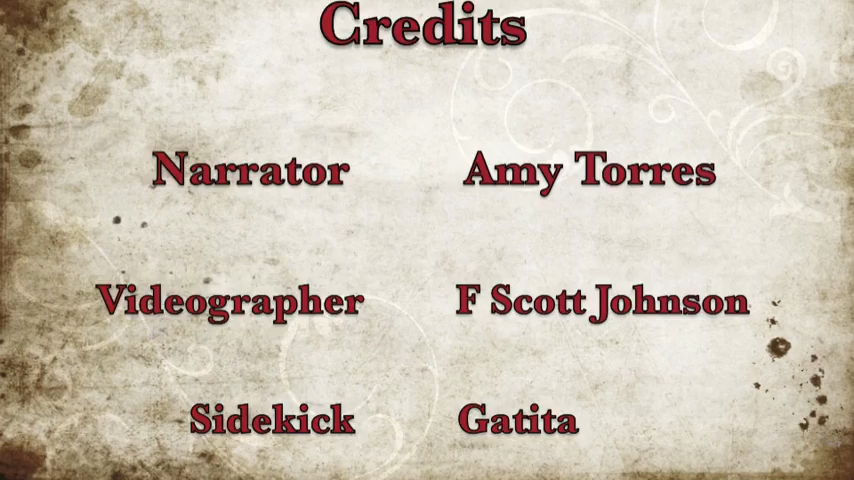 Credits
Narrator Amy Torres
Videographer F Scott Johnson
Sidekick Gatita